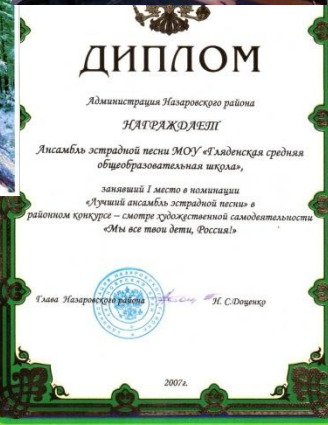 ДИПЛОМ
Администрация Назаровского района
НАГРАЖДАЕТ
Ансамбль эстрадной песни МОУ «Гляденская средняя
общеобразовательная школа»,
занявший I место в номинации
«Лучший ансамбль эстрадной песни» в
районном конкурсе – смотре художественной самодеятельности
«Мы все твои дети, Россия!»
Глава Назаровского района Н. С.Доценко
2007г.